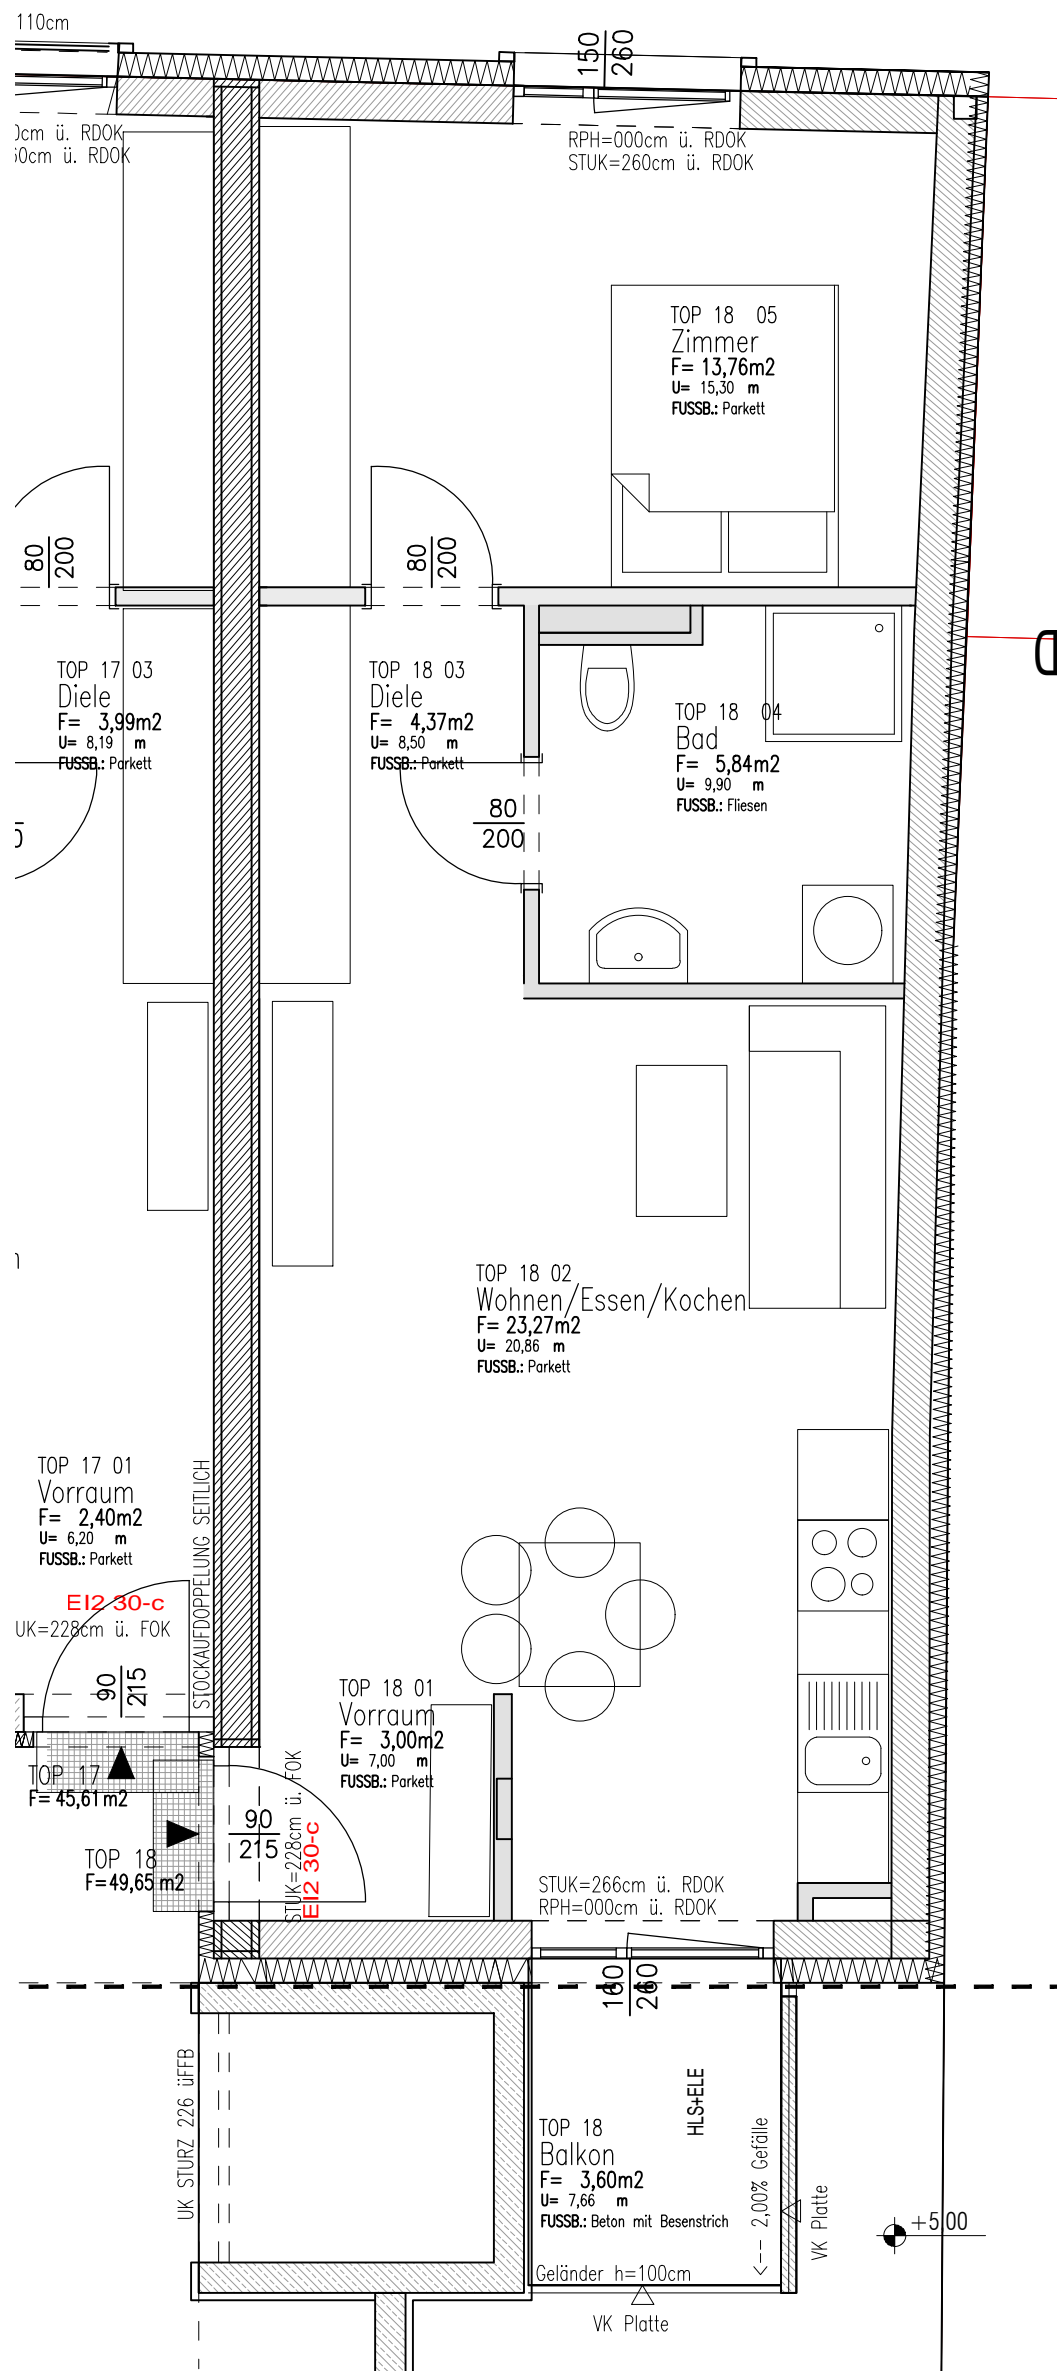 110cm
150
260
0cm ü. RDOK
60cm ü. RDOK
RPH=000cm ü. RDOK
STUK=260cm ü. RDOK
TOP 18 05
Zimmer
F= 13,76m2
U= 15,30 m
FUSSB.: Parkett
80
200
80
200
TOP 17 03
Diele
F= 3,99m2
U= 8,19 m
FUSSB.: Parkett
TOP 18 03
Diele
F= 4,37m2
U= 8,50 m
FUSSB.: Parkett
TOP 18 04
Bad
F= 5,84m2
U= 9,90 m
FUSSB.: Fliesen
80
200
TOP 18 02
Wohnen/Essen/Kochen
F= 23,27m2
U= 20,86 m
FUSSB.: Parkett
TOP 17 01
Vorraum
F= 2,40m2
U= 6,20 m
FUSSB.: Parkett
EI2 30-c
UK=228cm ü. FOK
STOCKAUFDOPPELUNG SEITLICH
90
215
TOP 18 01
Vorraum
F= 3,00m2
U= 7,00 m
FUSSB.: Parkett
TOP 17
F= 45,61 m2
TOP 18
F=49,65 m2
90
215
STUK=228cm ü. FOK
EI2 30-c
STUK=266cm ü. RDOK
RPH=000cm ü. RDOK
160
260
UK STURZ 226 üFFB
HLS+ELE
TOP 18
Balkon
F= 3,60m2
U= 7,66 m
FUSSB.: Beton mit Besenstrich
<-- 2,00% Gefälle
VK Platte
+500
Geländer h=100cm
VK Platte